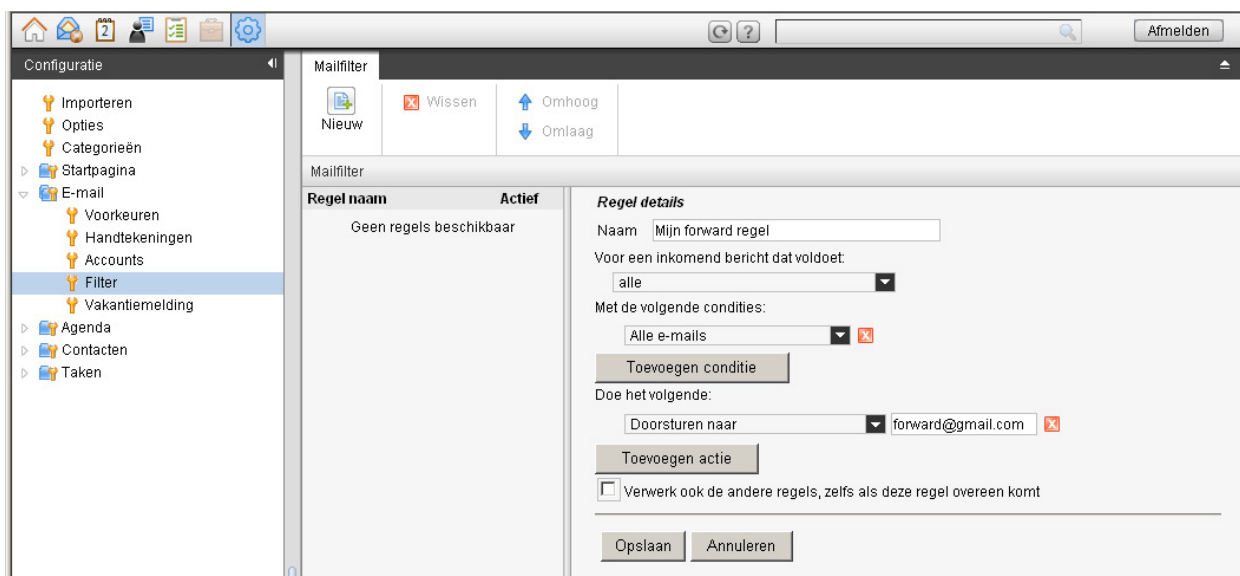 2
?
Afmelden
Configuratie
Importeren
Opties
Categorieën
Startpagina
E-mail
Voorkeuren
Handtekeningen
Accounts
Filter
Vakantiemelding
Agenda
Contacten
Taken
Mailfilter
Nieuw
Wissen
Omhoog
Omlaag
Mailfilter
Regel naam Actief
Geen regels beschikbaar
Regel details
Naam Mijn forward regel
Voor een inkomend bericht dat voldoet:
alle
Met de volgende condities:
Alle e-mails
Toevoegen conditie
Doe het volgende:
Doorsturen naar forward@gmail.com
Toevoegen actie
Verwerk ook de andere regels, zelfs als deze regel overeen komt
Opslaan Annuleren